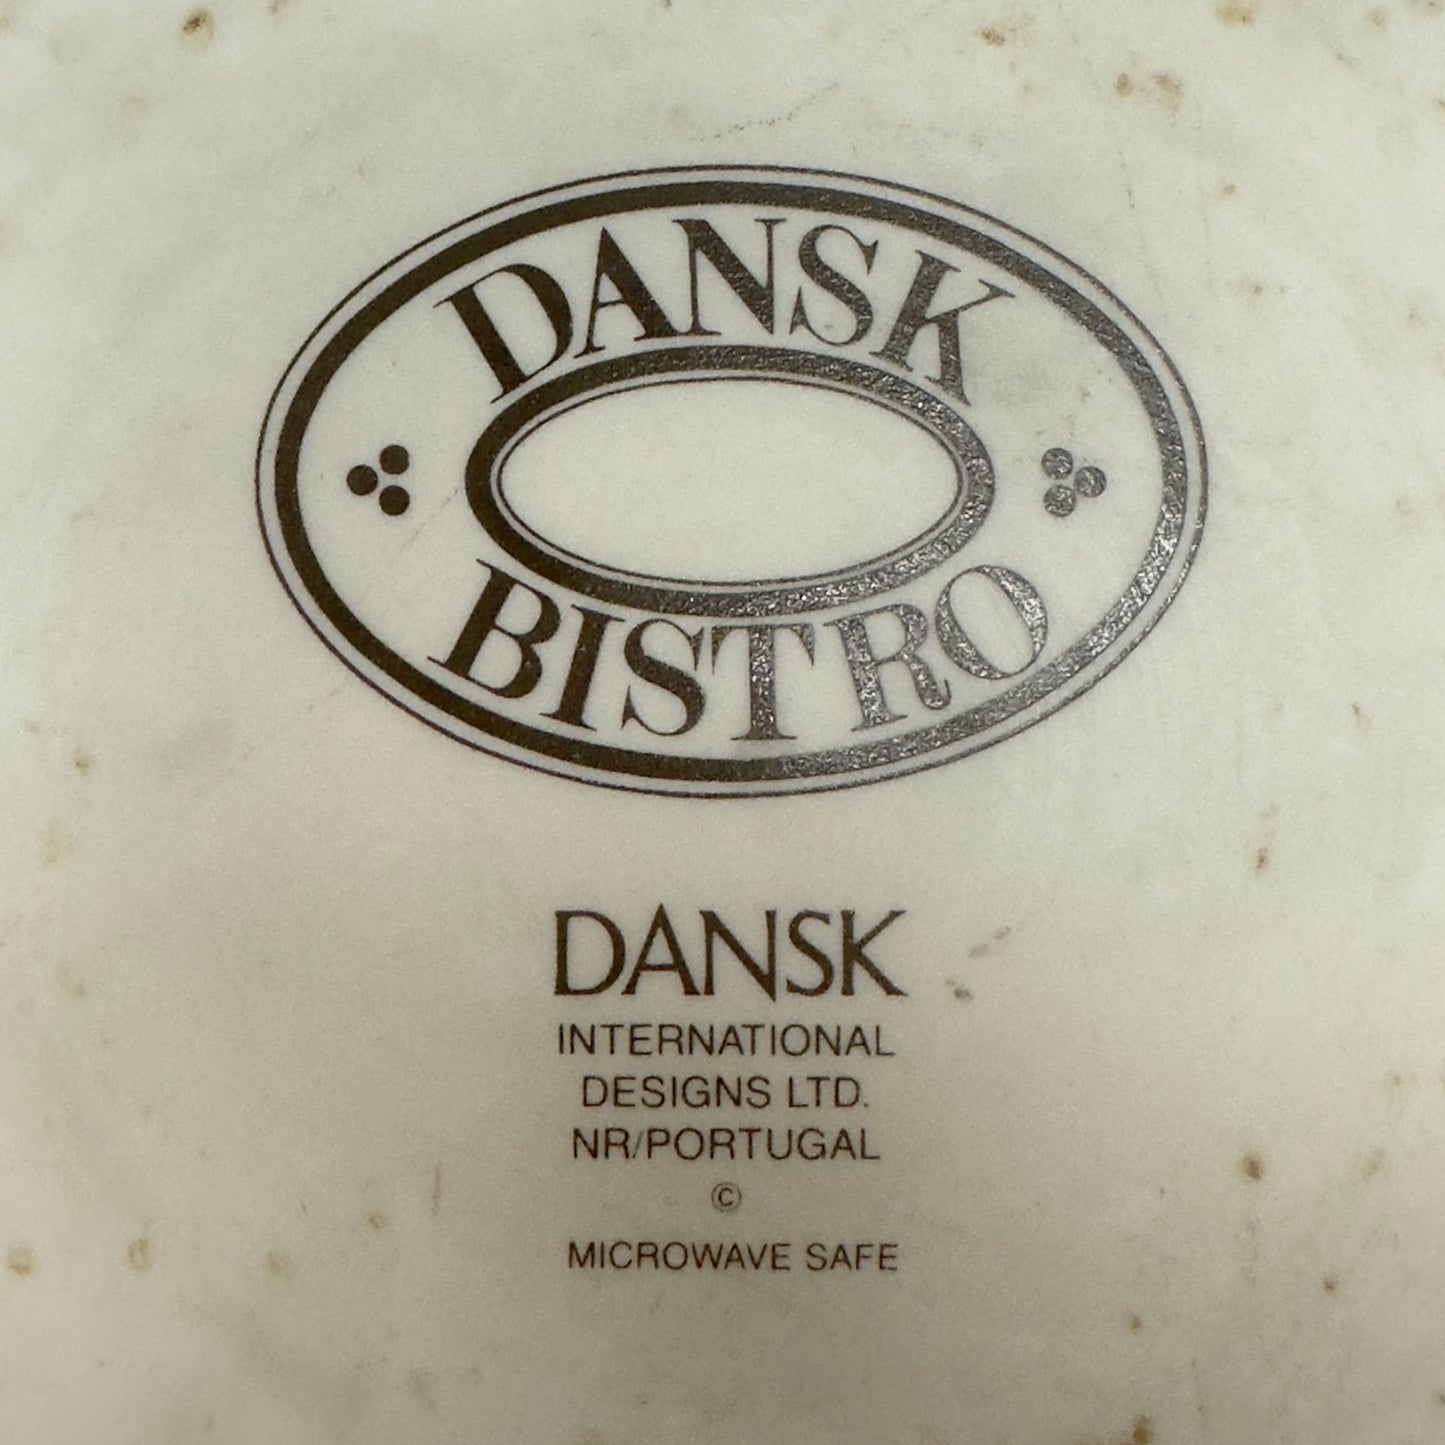 DANSK
BISTRO
DANSK
INTERNATIONAL
DESIGNS LTD.
NR/PORTUGAL
©
MICROWAVE SAFE